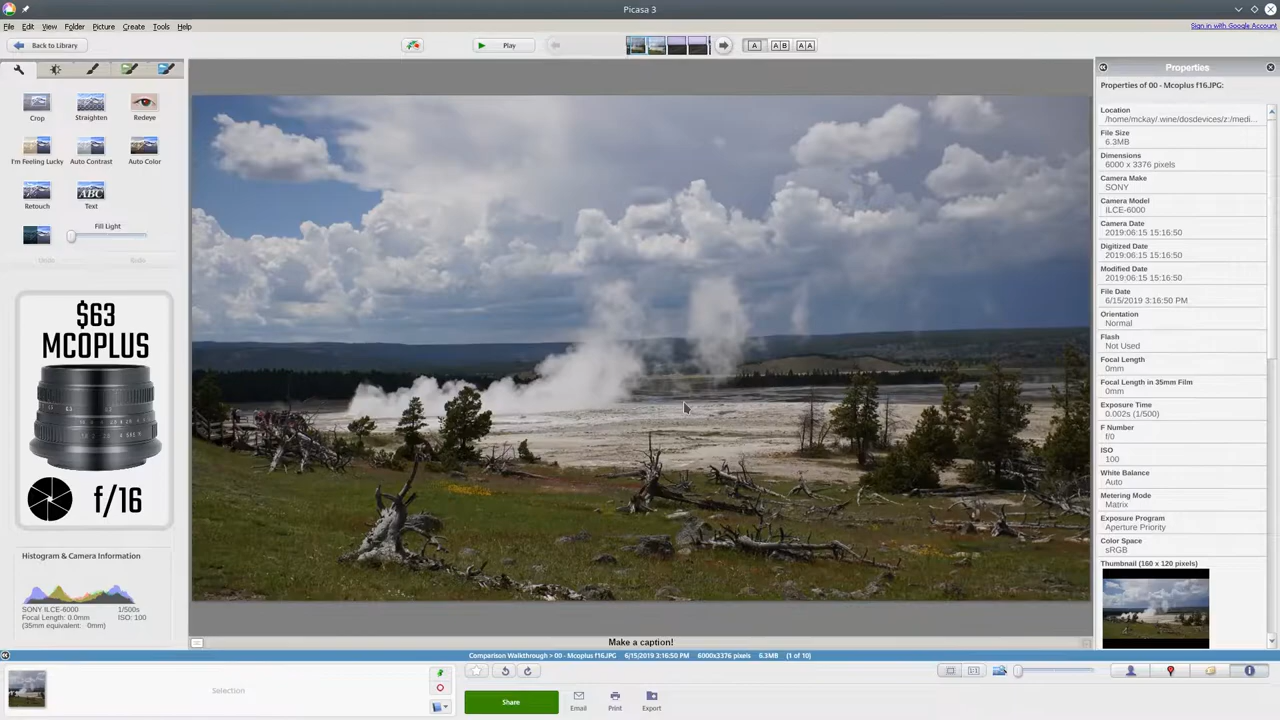 Picasa 3
File Edit View Folder Picture Create Tools Help
Sign in with Google Account
Back to Library
Play
A
A B
A A
Properties
Crop
Straighten
Redeye
I'm Feeling Lucky
Auto Contrast
Auto Color
Retouch
ABC
Text
Fill Light
Undo
Redo
$63
MCOPLUS
f/16
Histogram & Camera Information
SONY ILCE-6000 1/500s
Focal Length: 0.0mm ISO: 100
(35mm equivalent: 0mm)
Properties of 00 - Mcoplus f16.JPG:
Location
/home/mckay/.wine/dosdevices/z:/medi...
File Size
6.3MB
Dimensions
6000 x 3376 pixels
Camera Make
SONY
Camera Model
ILCE-6000
Camera Date
2019:06:15 15:16:50
Digitized Date
2019:06:15 15:16:50
Modified Date
2019:06:15 15:16:50
File Date
6/15/2019 3:16:50 PM
Orientation
Normal
Flash
Not Used
Focal Length
0mm
Focal Length in 35mm Film
0mm
Exposure Time
0.002s (1/500)
F Number
f/0
ISO
100
White Balance
Auto
Metering Mode
Matrix
Exposure Program
Aperture Priority
Color Space
sRGB
Thumbnail (160 x 120 pixels)
Make a caption!
Comparison Walkthrough > 00 - Mcoplus f16.JPG 6/15/2019 3:16:50 PM 6000x3376 pixels 6.3MB (1 of 10)
Selection
Share
Email
Print
Export
1:1